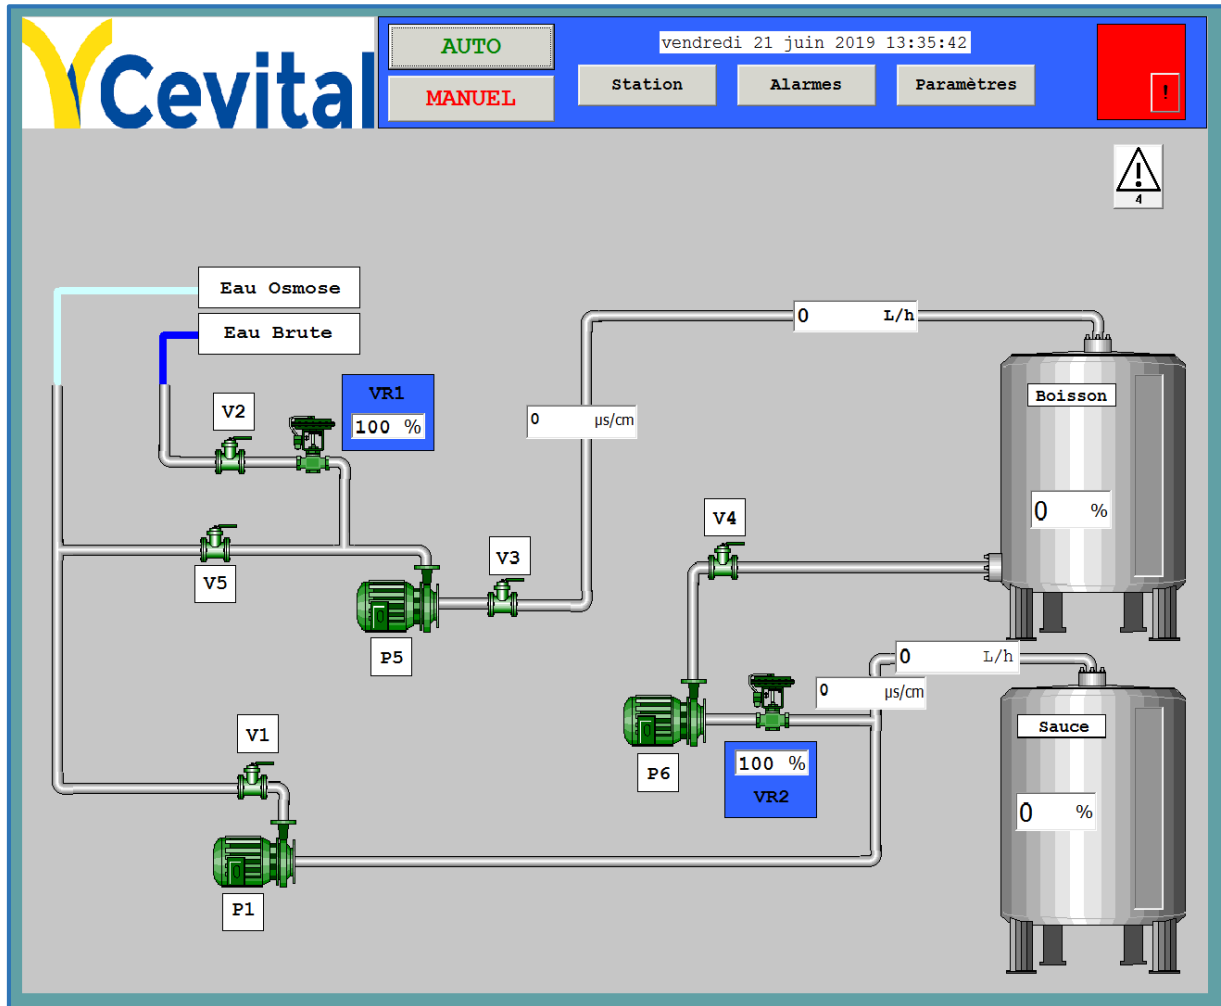 Cevital
AUTO
MANUEL
vendredi 21 juin 2019 13:35:42
Station
Alarmes
Paramètres
!
!
4
Eau Osmose
Eau Brute
0 L/h
VR1
100 %
V2
0 µs/cm
Boisson
0 %
V4
V3
V5
P5
0 L/h
0 µs/cm
Sauce
V1
P6
100 %
VR2
0 %
P1